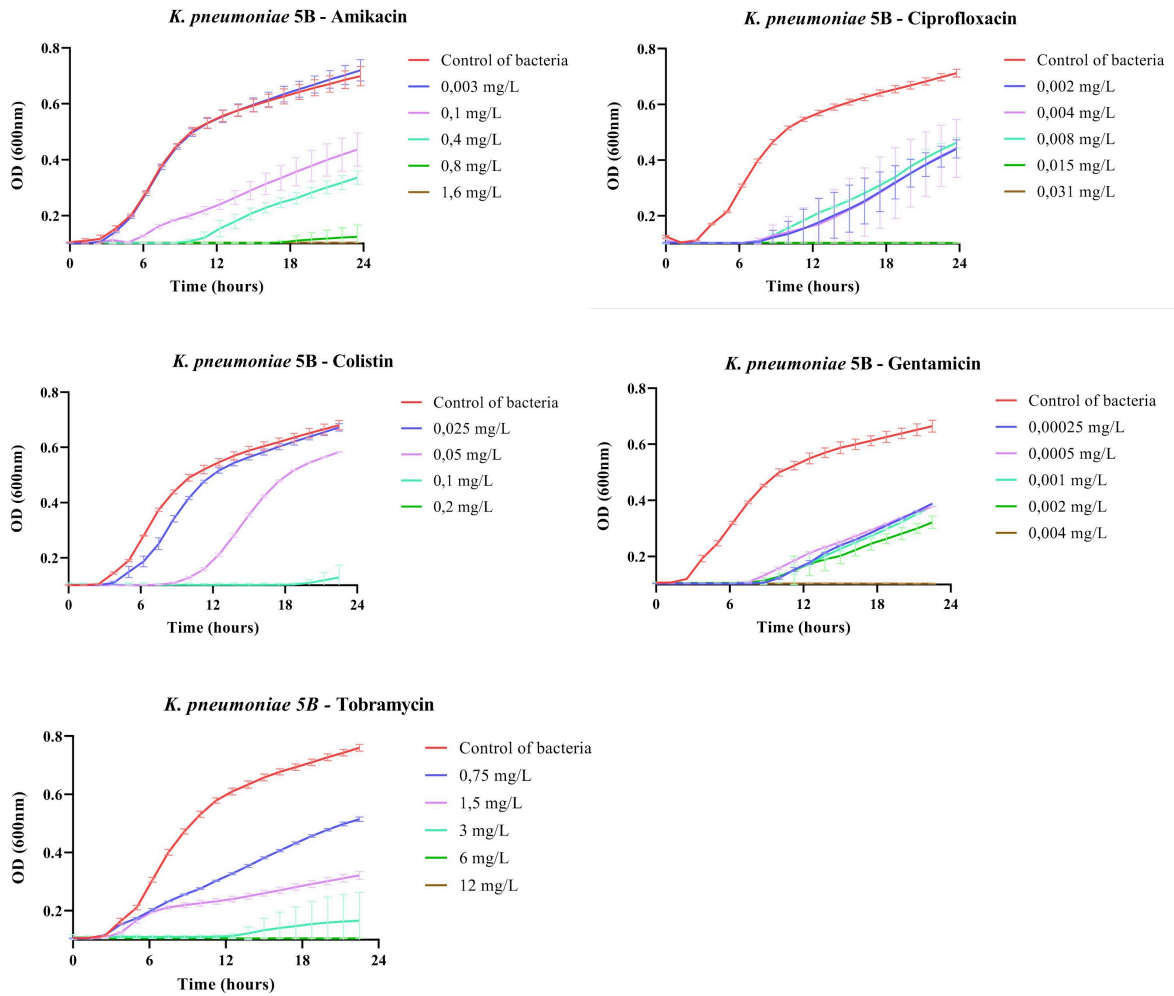 K. pneumoniae 5B - Amikacin
0.8
0.6
0.4
0.2
0
6
12
18
24
OD (600nm)
Time (hours)
Control of bacteria
0,003 mg/L
0,1 mg/L
0,4 mg/L
0,8 mg/L
1,6 mg/L
K. pneumoniae 5B - Ciprofloxacin
0.8
0.6
0.4
0.2
0
6
12
18
24
OD (600nm)
Time (hours)
Control of bacteria
0,002 mg/L
0,004 mg/L
0,008 mg/L
0,015 mg/L
0,031 mg/L
K. pneumoniae 5B - Colistin
0.8
0.6
0.4
0.2
0
6
12
18
24
OD (600nm)
Time (hours)
Control of bacteria
0,025 mg/L
0,05 mg/L
0,1 mg/L
0,2 mg/L
K. pneumoniae 5B - Gentamicin
0.8
0.6
0.4
0.2
0
6
12
18
24
OD (600nm)
Time (hours)
Control of bacteria
0,00025 mg/L
0,0005 mg/L
0,001 mg/L
0,002 mg/L
0,004 mg/L
K. pneumoniae 5B - Tobramycin
0.8
0.6
0.4
0.2
0
6
12
18
24
OD (600nm)
Time (hours)
Control of bacteria
0,75 mg/L
1,5 mg/L
3 mg/L
6 mg/L
12 mg/L